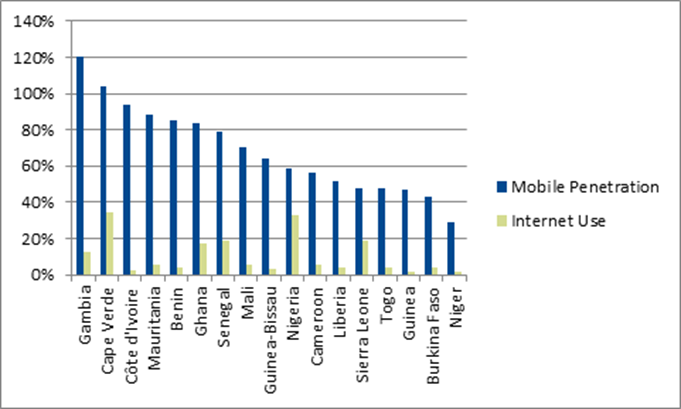 140%
120%
100%
80%
60%
40%
20%
0%
Gambia
Cape Verde
Côte d'Ivoire
Mauritania
Benin
Ghana
Senegal
Mali
Guinea-Bissau
Nigeria
Cameroon
Liberia
Sierra Leone
Togo
Guinea
Burkina Faso
Niger
Mobile Penetration
Internet Use